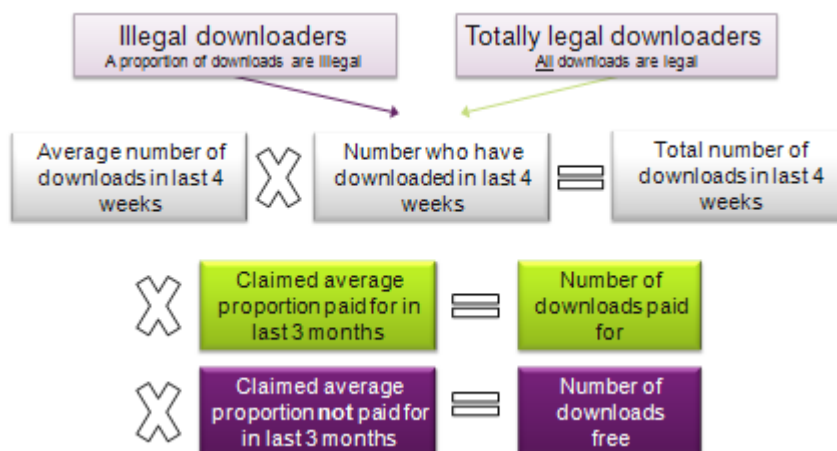 Illegal downloaders
A proportion of downloads are Illegal
Totally legal downloaders
All downloads are legal
Average number of
downloads in last 4
weeks
Number who have
downloaded in last 4
weeks
Total number of
downloads in last 4
weeks
Claimed average
proportion paid for in
last 3 months
Number of
downloads paid
for
Claimed average
proportion not paid for
in last 3 months
Number of
downloads
free